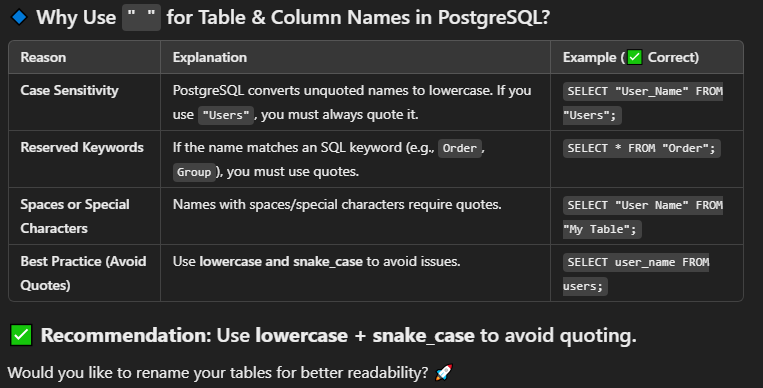 🔹 Why Use " " for Table & Column Names in PostgreSQL?
Reason Explanation Example (✅ Correct)
Case Sensitivity PostgreSQL converts unquoted names to lowercase. If you SELECT "User_Name" FROM
use "Users", you must always quote it. "Users";
Reserved Keywords If the name matches an SQL keyword (e.g., Order, SELECT * FROM "Order";
Group), you must use quotes.
Spaces or Special Names with spaces/special characters require quotes. SELECT "User Name" FROM
Characters "My Table";
Best Practice (Avoid Use lowercase and snake_case to avoid issues. SELECT user_name FROM
Quotes) users;
✅ Recommendation: Use lowercase + snake_case to avoid quoting.
Would you like to rename your tables for better readability? 🚀